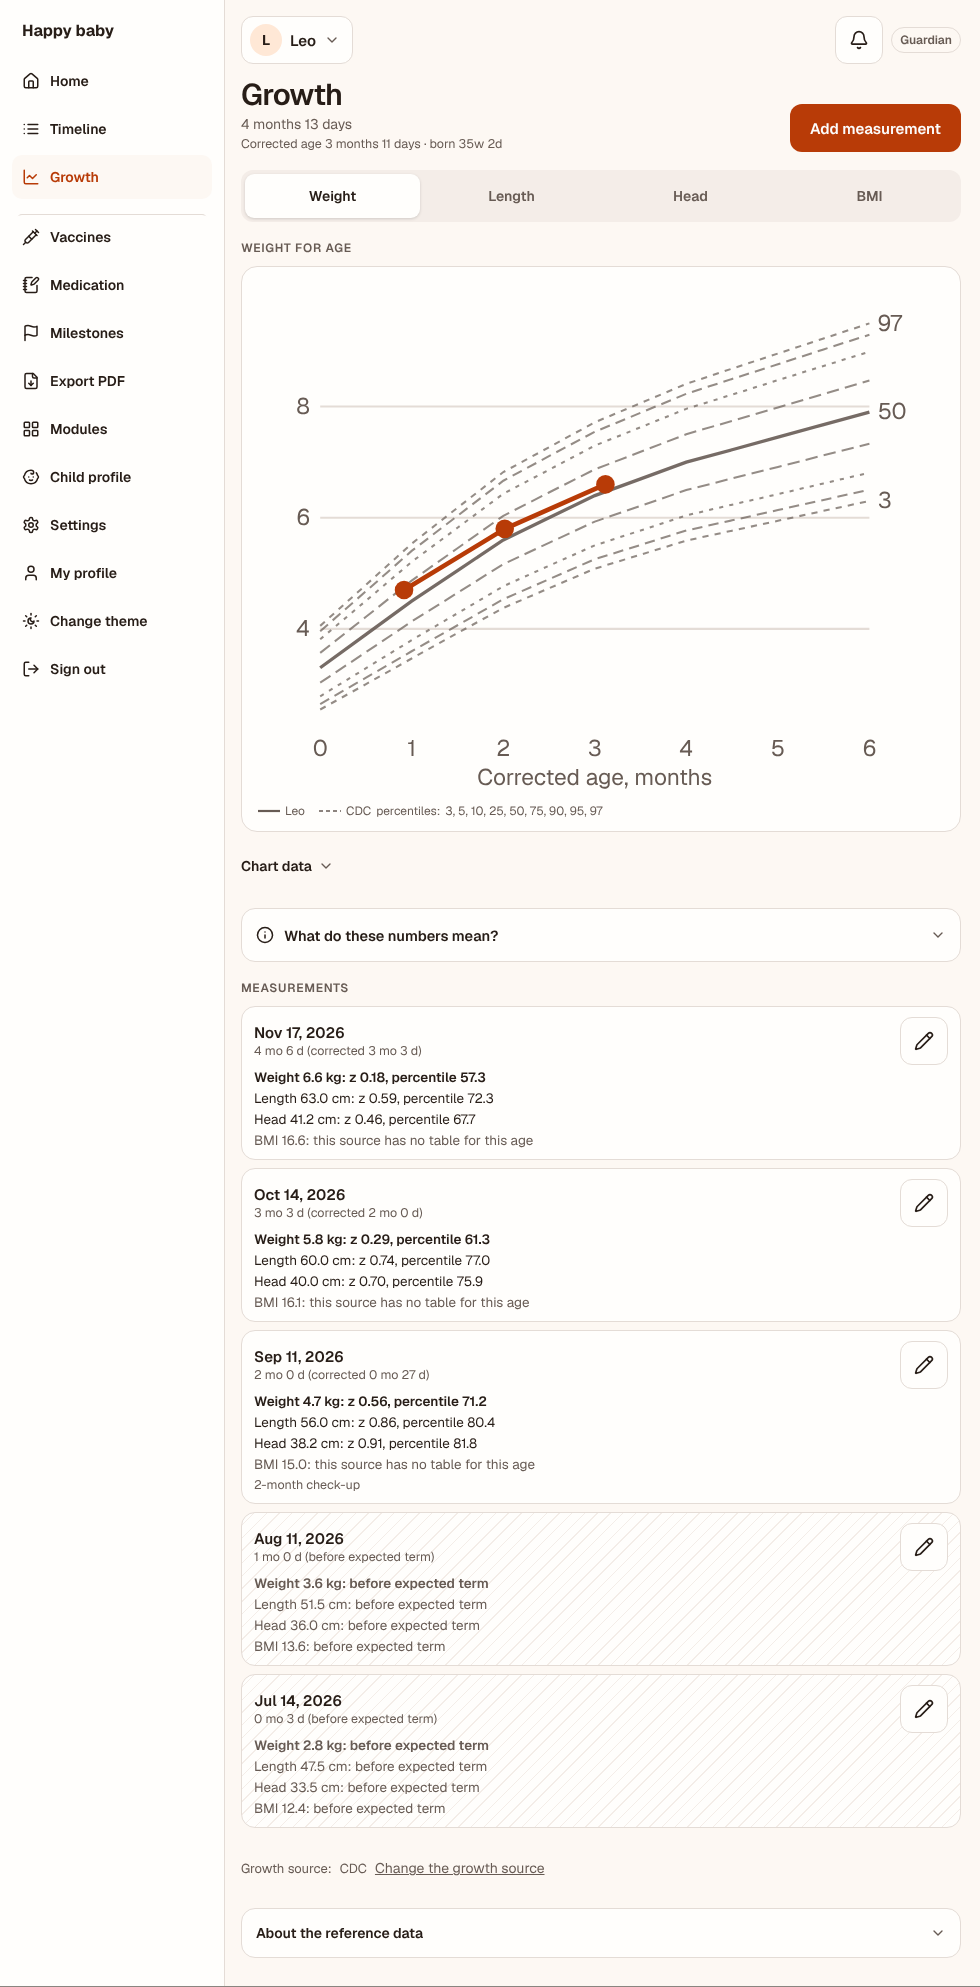 Happy baby
Home
Timeline
Growth
Vaccines
Medication
Milestones
Export PDF
Modules
Child profile
Settings
My profile
Change theme
Sign out
L Leo
Guardian
Growth
4 months 13 days
Corrected age 3 months 11 days · born 35w 2d
Add measurement
Weight Length Head BMI
WEIGHT FOR AGE
97
8
50
6
3
4
0 1 2 3 4 5 6
Corrected age, months
Leo CDC percentiles: 3, 5, 10, 25, 50, 75, 90, 95, 97
Chart data
What do these numbers mean?
MEASUREMENTS
Nov 17, 2026
4 mo 6 d (corrected 3 mo 3 d)
Weight 6.6 kg: z 0.18, percentile 57.3
Length 63.0 cm: z 0.59, percentile 72.3
Head 41.2 cm: z 0.46, percentile 67.7
BMI 16.6: this source has no table for this age
Oct 14, 2026
3 mo 3 d (corrected 2 mo 0 d)
Weight 5.8 kg: z 0.29, percentile 61.3
Length 60.0 cm: z 0.74, percentile 77.0
Head 40.0 cm: z 0.70, percentile 75.9
BMI 16.1: this source has no table for this age
Sep 11, 2026
2 mo 0 d (corrected 0 mo 27 d)
Weight 4.7 kg: z 0.56, percentile 71.2
Length 56.0 cm: z 0.86, percentile 80.4
Head 38.2 cm: z 0.91, percentile 81.8
BMI 15.0: this source has no table for this age
2-month check-up
Aug 11, 2026
1 mo 0 d (before expected term)
Weight 3.6 kg: before expected term
Length 51.5 cm: before expected term
Head 36.0 cm: before expected term
BMI 13.6: before expected term
Jul 14, 2026
0 mo 3 d (before expected term)
Weight 2.8 kg: before expected term
Length 47.5 cm: before expected term
Head 33.5 cm: before expected term
BMI 12.4: before expected term
Growth source: CDC Change the growth source
About the reference data